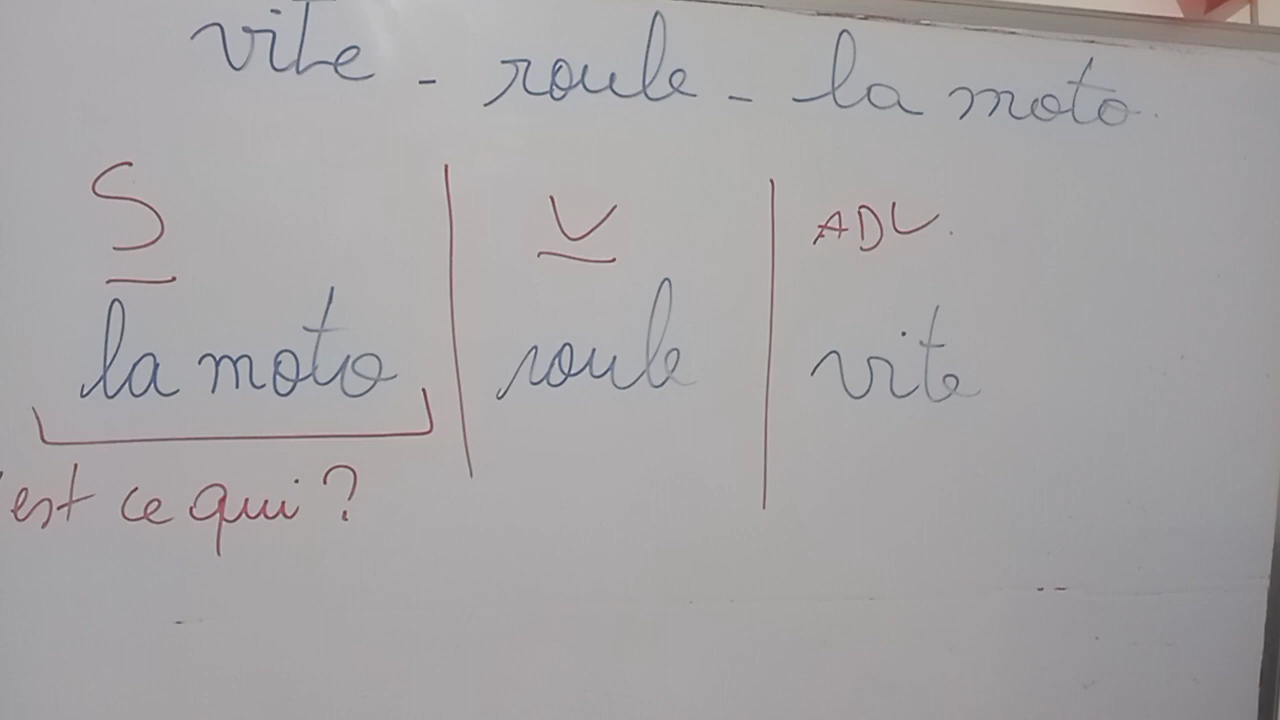 vite - roule - la moto.
S V ADV.
la moto roule vite
'est ce qui ?